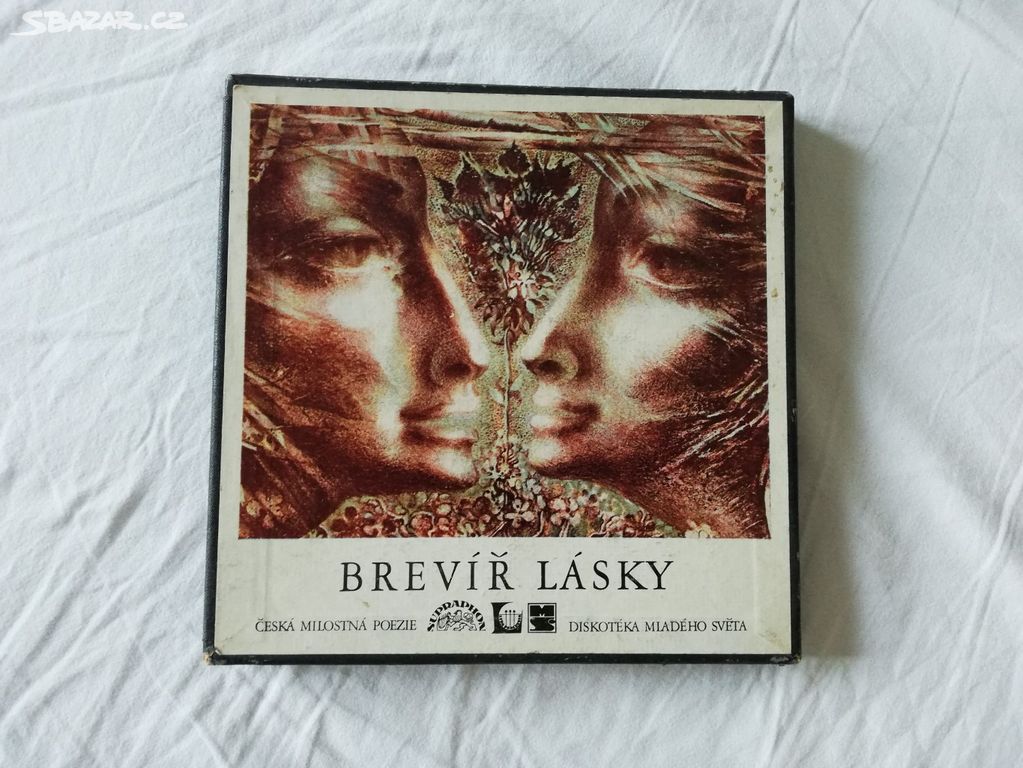 SBAZAR.CZ
BREVÍŘ LÁSKY
ČESKÁ MILOSTNÁ POEZIE SUPRAPHON MS DISKOTÉKA MLADÉHO SVĚTA